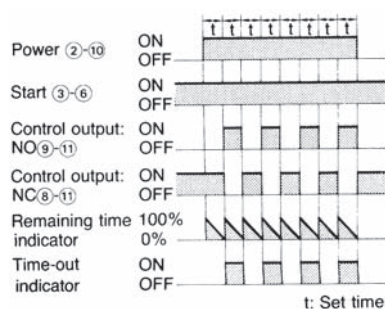 t t t t t t t t
Power ②-⑩ ON
OFF
Start ③-⑥ ON
OFF
Control output: ON
NO⑨-⑪ OFF
Control output: ON
NC⑧-⑪ OFF
Remaining time 100%
indicator 0%
Time-out ON
indicator OFF
t: Set time